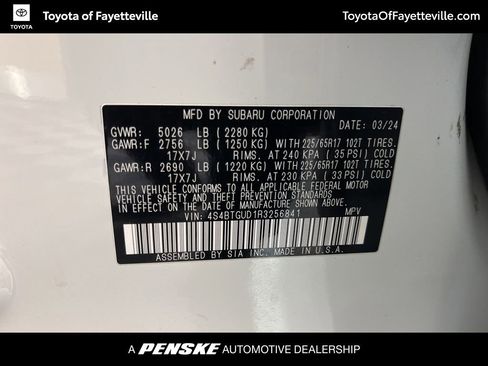 TOYOTA
Toyota of Fayetteville
ToyotaOfFayetteville.com
MFD. BY SUBARU CORPORATION
GVWR: 5026 LB (2280 KG) DATE: 03/24
GAWR:F 2756 LB (1250 KG) WITH 225/65R17 102T TIRES.
17X7J RIMS. AT 240 KPA (35 PSI) COLD
GAWR:R 2690 LB (1220 KG) WITH 225/65R17 102T TIRES.
17X7J RIMS. AT 230 KPA (33 PSI) COLD
THIS VEHICLE CONFORMS TO ALL APPLICABLE FEDERAL MOTOR
VEHICLE SAFETY STANDARDS IN EFFECT ON THE DATE OF
MANUFACTURE SHOWN ABOVE.
VIN: 4S4BTGUD1R3256841 MPV
ASSEMBLED BY SIA INC. MADE IN U.S.A.
A PENSKE AUTOMOTIVE DEALERSHIP